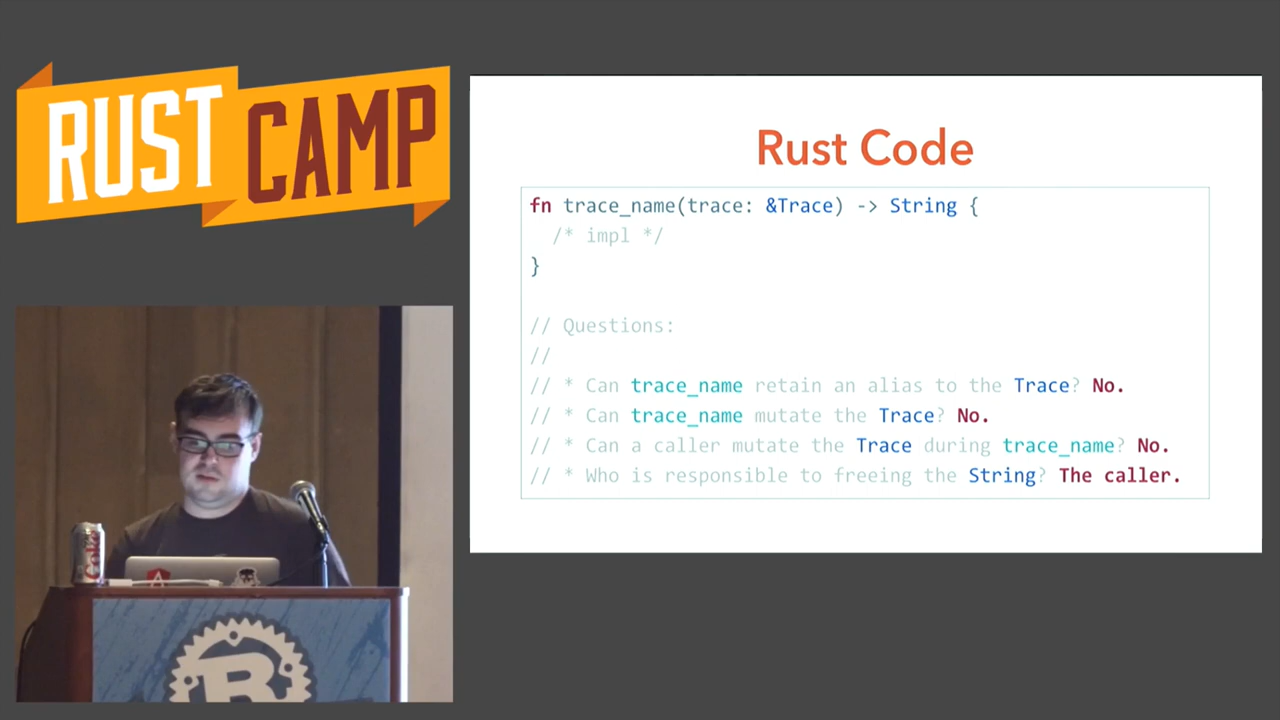 RUST CAMP
Rust Code
fn trace_name(trace: &Trace) -> String {
/* impl */
}
// Questions:
//
// * Can trace_name retain an alias to the Trace? No.
// * Can trace_name mutate the Trace? No.
// * Can a caller mutate the Trace during trace_name? No.
// * Who is responsible to freeing the String? The caller.
Coke
A
R